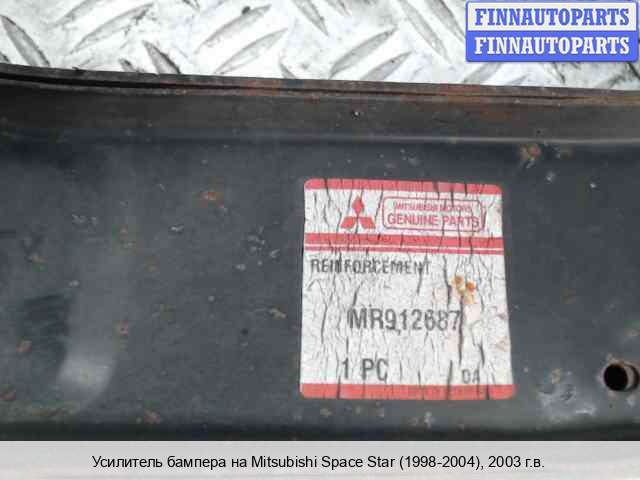 FINNAUTOPARTS
FINNAUTOPARTS
MITSUBISHI MOTORS
GENUINE PARTS
REINFORCEMENT
MR912687
1 PC
Усилитель бампера на Mitsubishi Space Star (1998-2004), 2003 г.в.